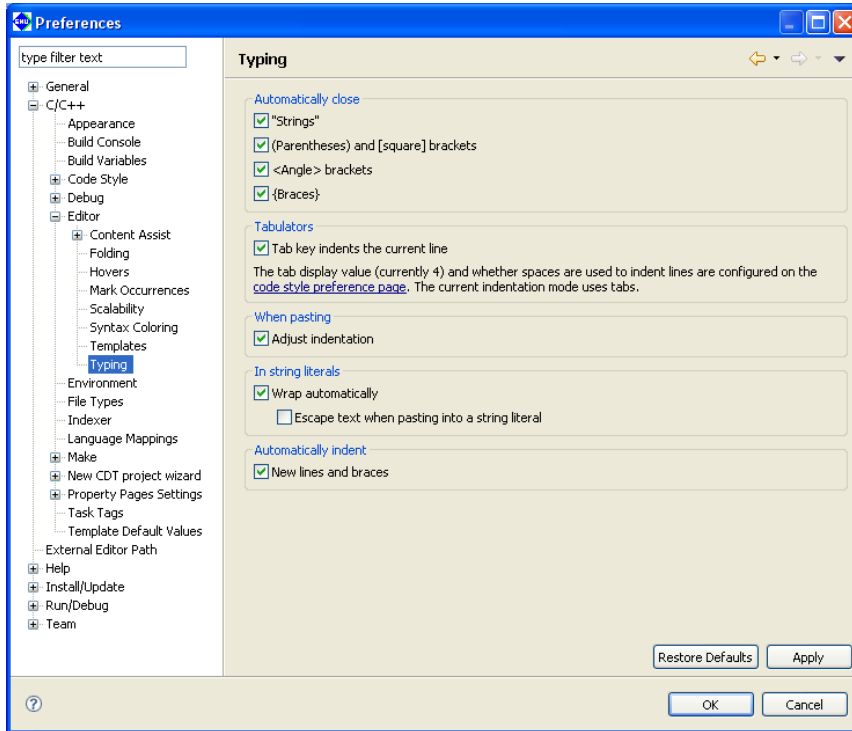 EHU Preferences
type filter text
Typing
General
C/C++
Appearance
Build Console
Build Variables
Code Style
Debug
Editor
Content Assist
Folding
Hovers
Mark Occurrences
Scalability
Syntax Coloring
Templates
Typing
Environment
File Types
Indexer
Language Mappings
Make
New CDT project wizard
Property Pages Settings
Task Tags
Template Default Values
External Editor Path
Help
Install/Update
Run/Debug
Team
Automatically close
"Strings"
(Parentheses) and [square] brackets
<Angle> brackets
{Braces}
Tabulators
Tab key indents the current line
The tab display value (currently 4) and whether spaces are used to indent lines are configured on the
code style preference page. The current indentation mode uses tabs.
When pasting
Adjust indentation
In string literals
Wrap automatically
Escape text when pasting into a string literal
Automatically indent
New lines and braces
Restore Defaults Apply
OK Cancel